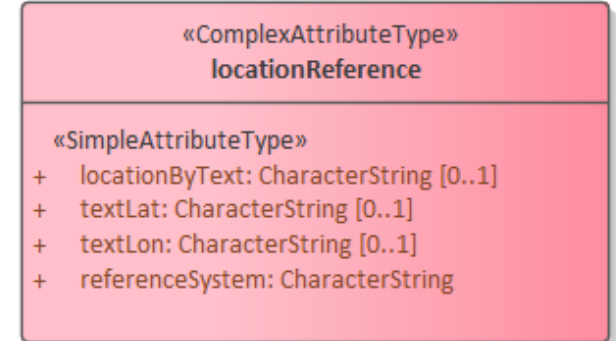 «ComplexAttributeType»
locationReference
«SimpleAttributeType»
+ locationByText: CharacterString [0..1]
+ textLat: CharacterString [0..1]
+ textLon: CharacterString [0..1]
+ referenceSystem: CharacterString